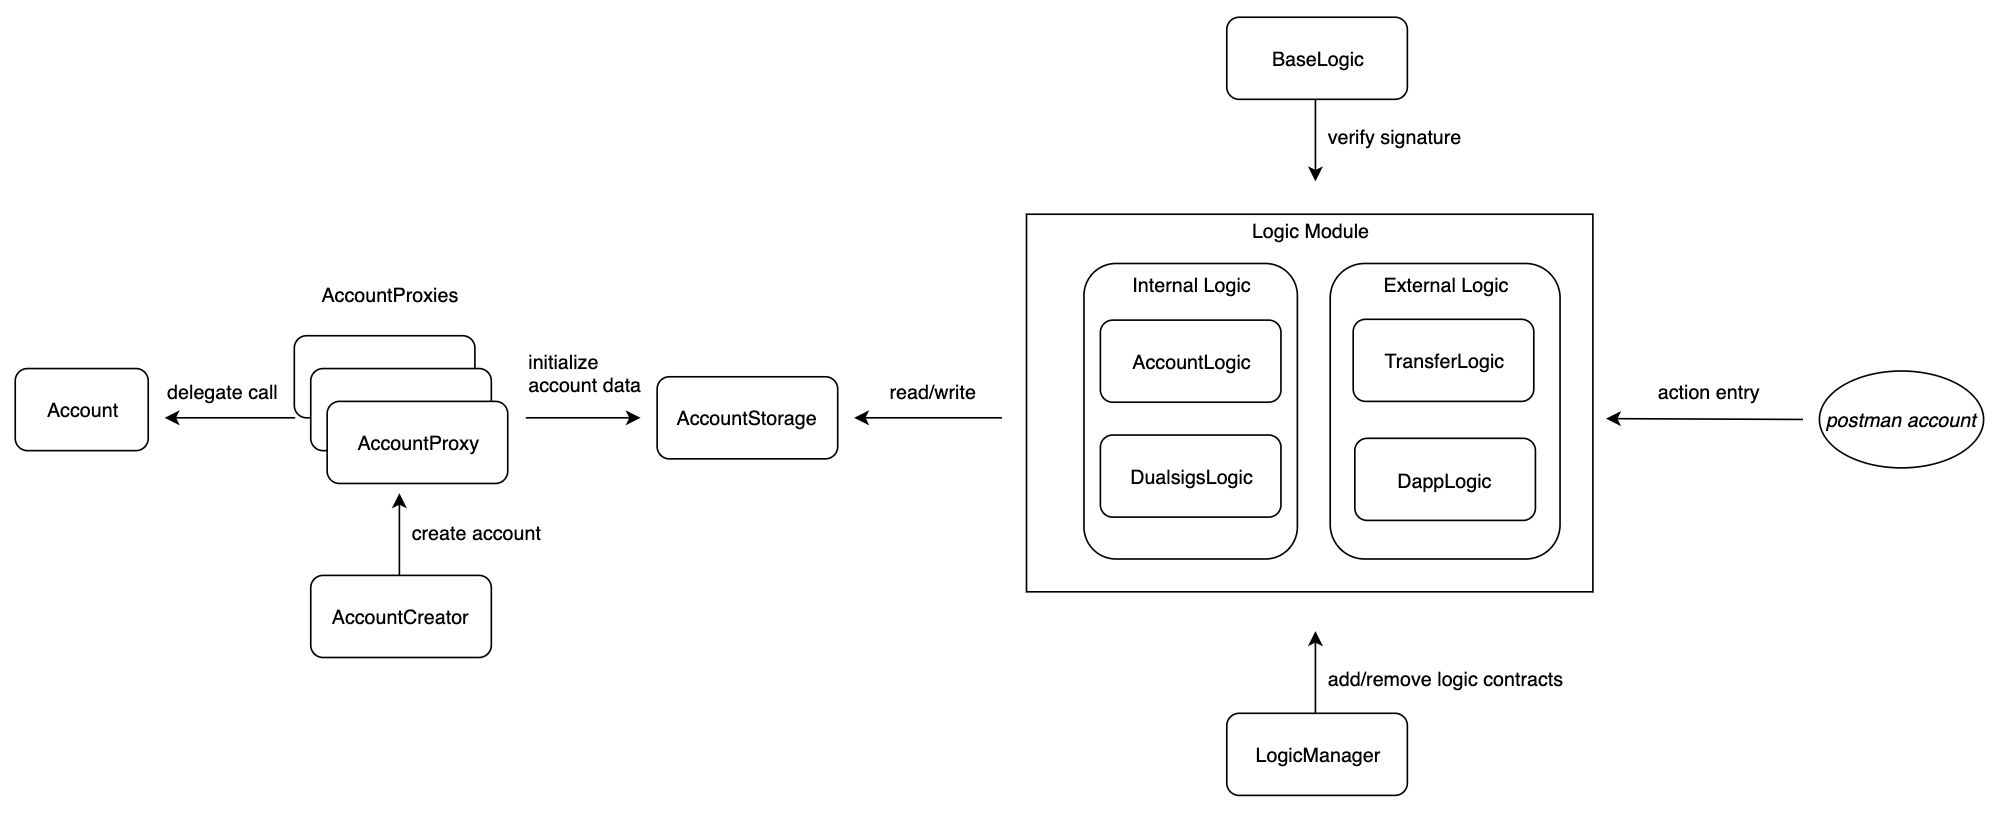 BaseLogic
verify signature
Logic Module
Internal Logic
External Logic
AccountProxies
AccountLogic
TransferLogic
initialize
account data
delegate call
read/write
action entry
Account
AccountStorage
postman account
AccountProxy
DualsigsLogic
DappLogic
create account
AccountCreator
add/remove logic contracts
LogicManager